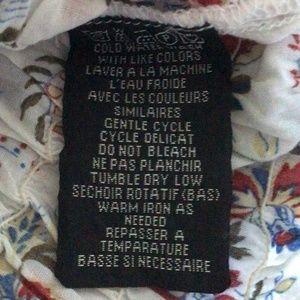 COLD WATER WASH
WITH LIKE COLORS
LAVER A LA MACHINE
L'EAU FROIDE
AVEC LES COULEURS
SIMILAIRES
GENTLE CYCLE
CYCLE DELICAT
DO NOT BLEACH
NE PAS PLANCHIR
TUMBLE DRY LOW
SECHOIR ROTATIF (BAS)
WARM IRON AS
NEEDED
REPASSER A
TEMPARATURE
BASSE SI NECESSAIRE